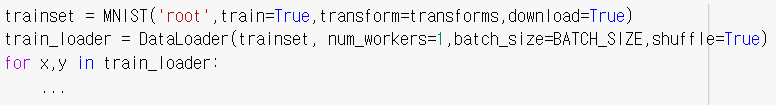 trainset = MNIST('root',train=True,transform=transforms,download=True)
train_loader = DataLoader(trainset, num_workers=1,batch_size=BATCH_SIZE,shuffle=True)
for x,y in train_loader:
    ...